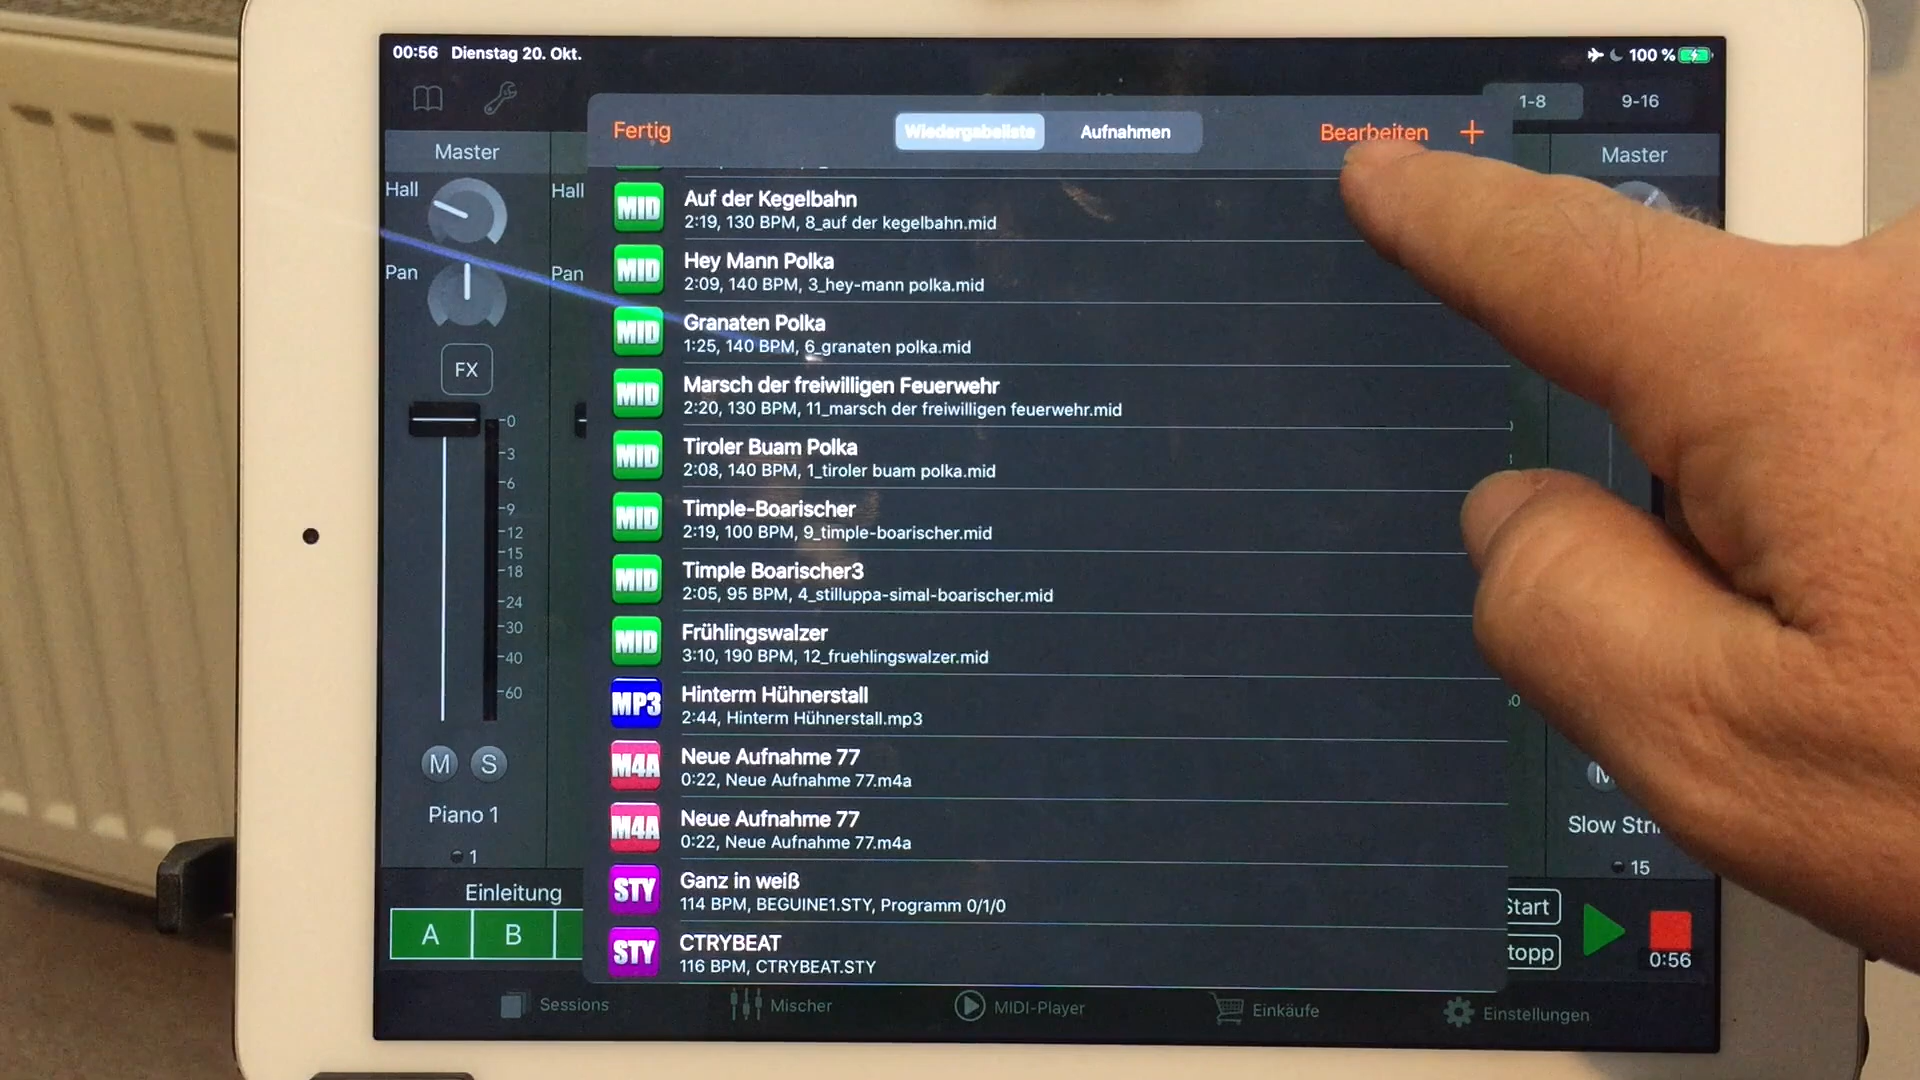 00:56 Dienstag 20. Okt.
100 %
1-8
9-16
Fertig
Wiedergabeliste
Aufnahmen
Bearbeiten +
Master
Master
Hall
Hall
Pan
Pan
FX
MID
Auf der Kegelbahn
2:19, 130 BPM, 8_auf der kegelbahn.mid
MID
Hey Mann Polka
2:09, 140 BPM, 3_hey-mann polka.mid
MID
Granaten Polka
1:25, 140 BPM, 6_granaten polka.mid
MID
Marsch der freiwilligen Feuerwehr
2:20, 130 BPM, 11_marsch der freiwilligen feuerwehr.mid
MID
Tiroler Buam Polka
2:08, 140 BPM, 1_tiroler buam polka.mid
MID
Timple-Boarischer
2:19, 100 BPM, 9_timple-boarischer.mid
MID
Timple Boarischer3
2:05, 95 BPM, 4_stilluppa-simal-boarischer.mid
MID
Frühlingswalzer
3:10, 190 BPM, 12_fruehlingswalzer.mid
MP3
Hinterm Hühnerstall
2:44, Hinterm Hühnerstall.mp3
M4A
Neue Aufnahme 77
0:22, Neue Aufnahme 77.m4a
M4A
Neue Aufnahme 77
0:22, Neue Aufnahme 77.m4a
STY
Ganz in weiß
114 BPM, BEGUINE1.STY, Programm 0/1/0
STY
CTRYBEAT
116 BPM, CTRYBEAT.STY
0
3
6
9
12
15
18
24
30
40
60
M S
Piano 1
1
Einleitung
A B
Slow
15
0:56
Sessions
Mischer
MIDI-Player
Einkäufe
Einstellungen